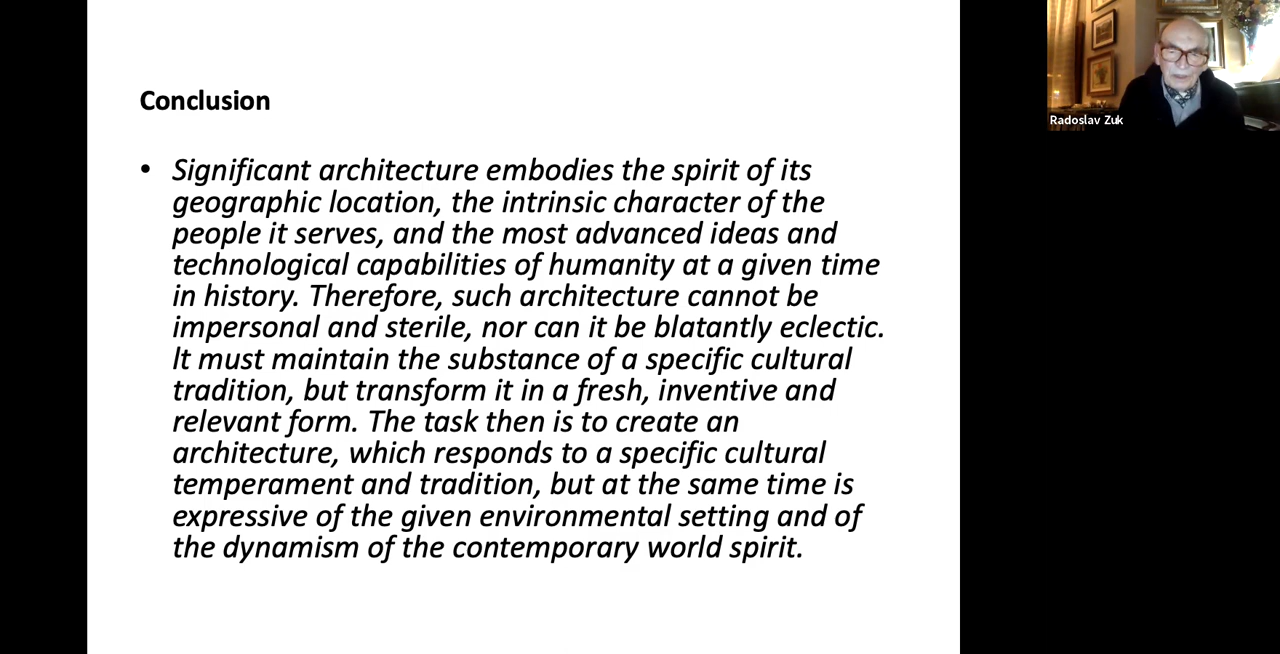 Conclusion
• Significant architecture embodies the spirit of its
geographic location, the intrinsic character of the
people it serves, and the most advanced ideas and
technological capabilities of humanity at a given time
in history. Therefore, such architecture cannot be
impersonal and sterile, nor can it be blatantly eclectic.
lt must maintain the substance of a specific cultural
tradition, but transform it in a fresh, inventive and
relevant form. The task then is to create an
architecture, which responds to a specific cultural
temperament and tradition, but at the same time is
expressive of the given environmental setting and of
the dynamism of the contemporary world spirit.
Radoslav Zuk